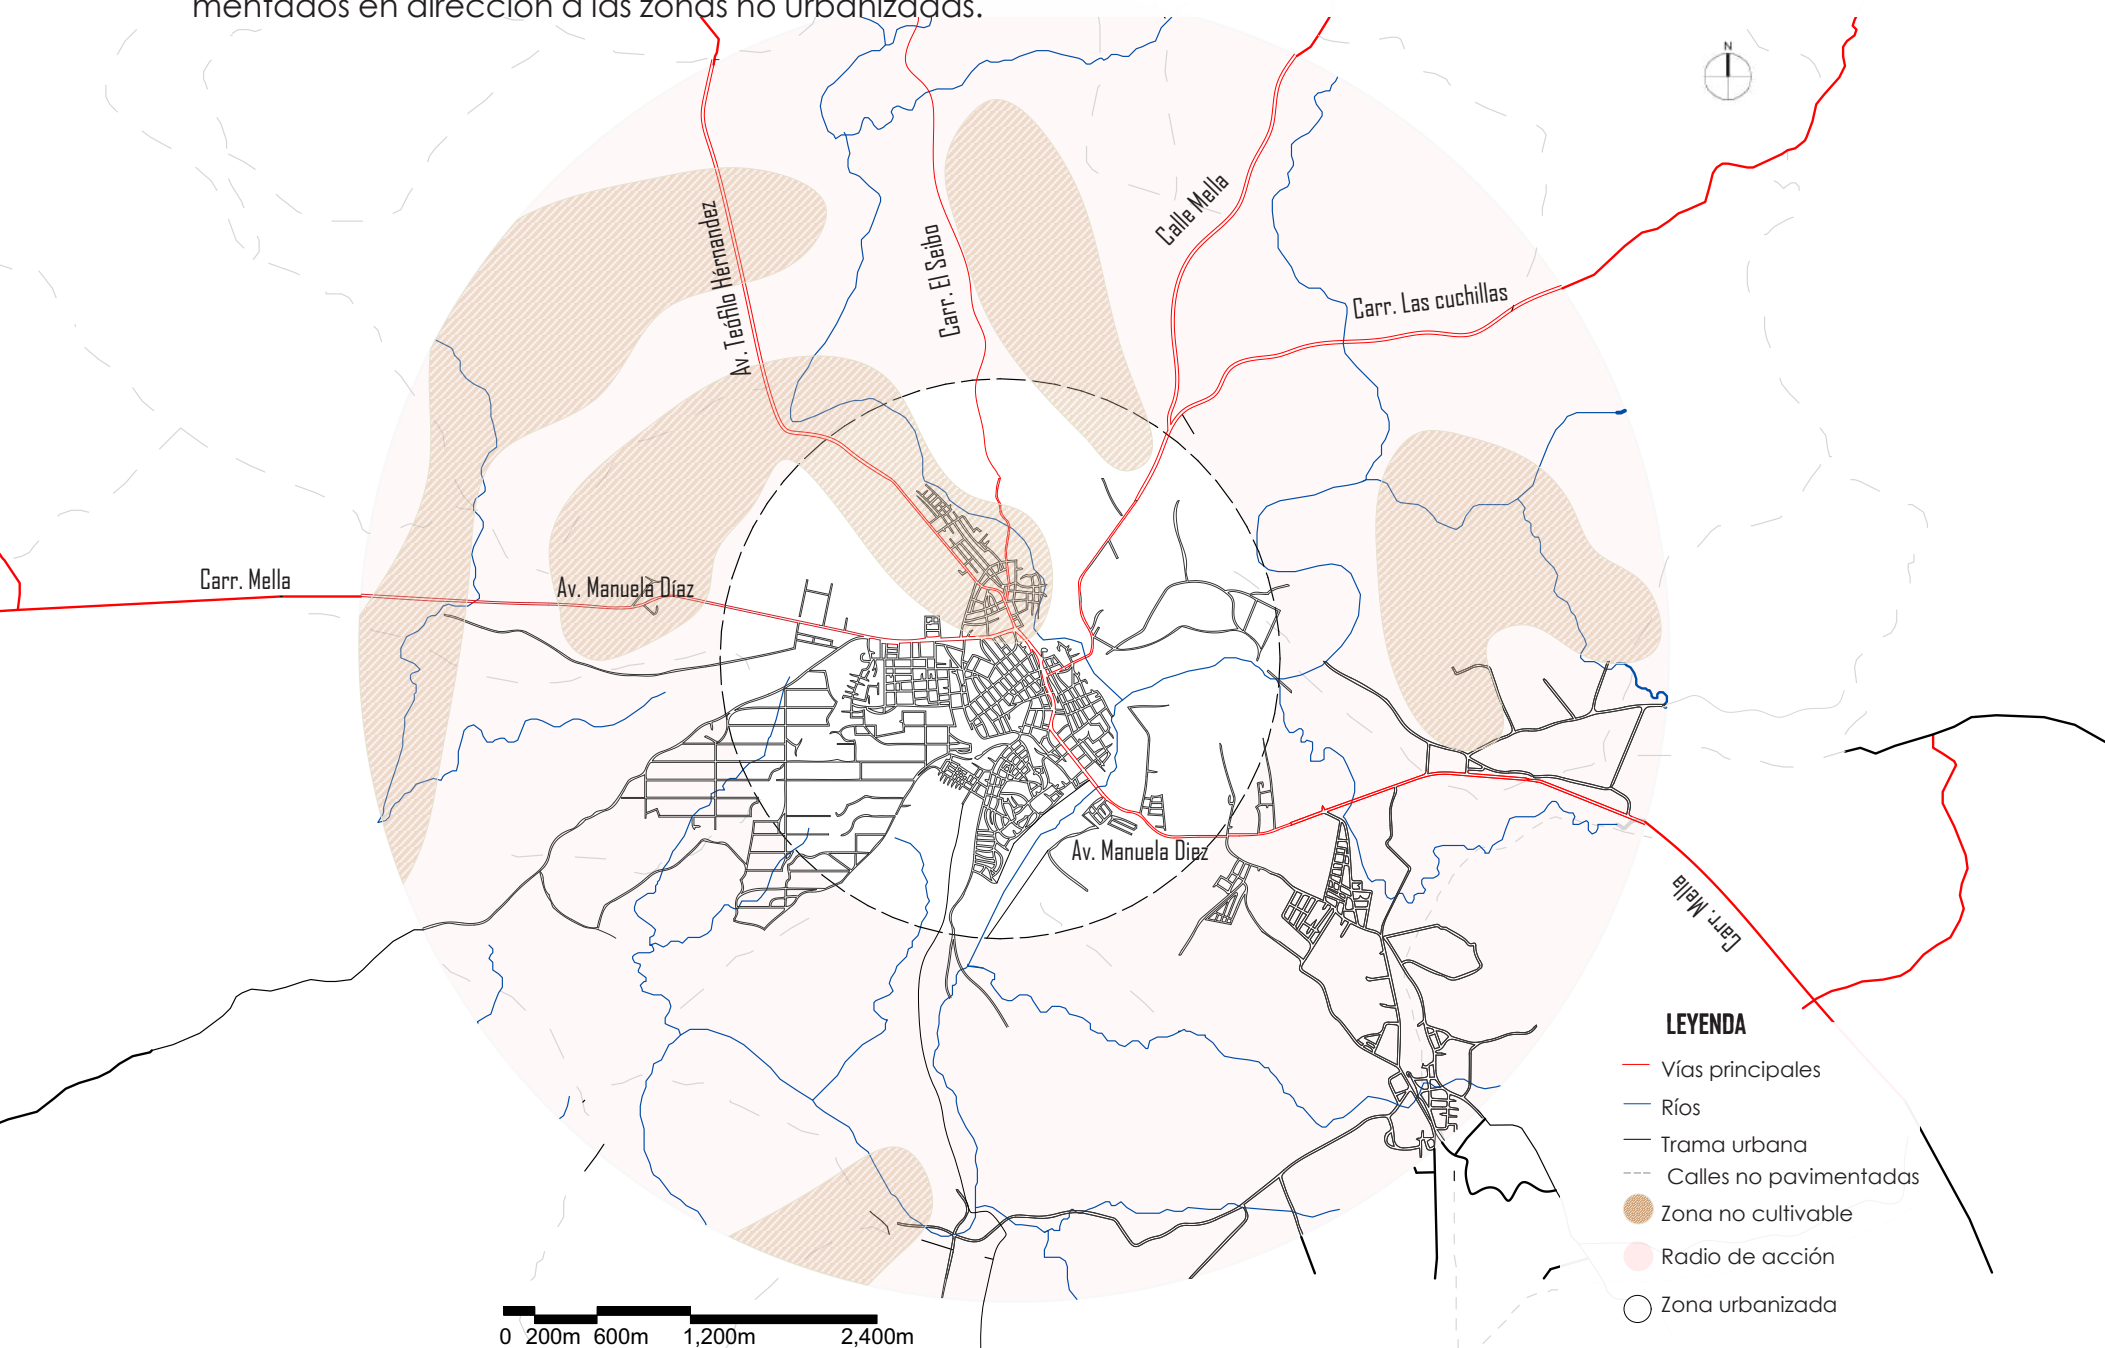 mentados en dirección a las zonas no urbanizadas.
N
Av. Teófilo Hérnandez
Carr. El Seibo
Calle Mella
Carr. Las cuchillas
Carr. Mella
Av. Manuela Díaz
Av. Manuela Diez
Carr. Mella
LEYENDA
Vías principales
Ríos
Trama urbana
Calles no pavimentadas
Zona no cultivable
Radio de acción
Zona urbanizada
0 200m 600m 1,200m 2,400m